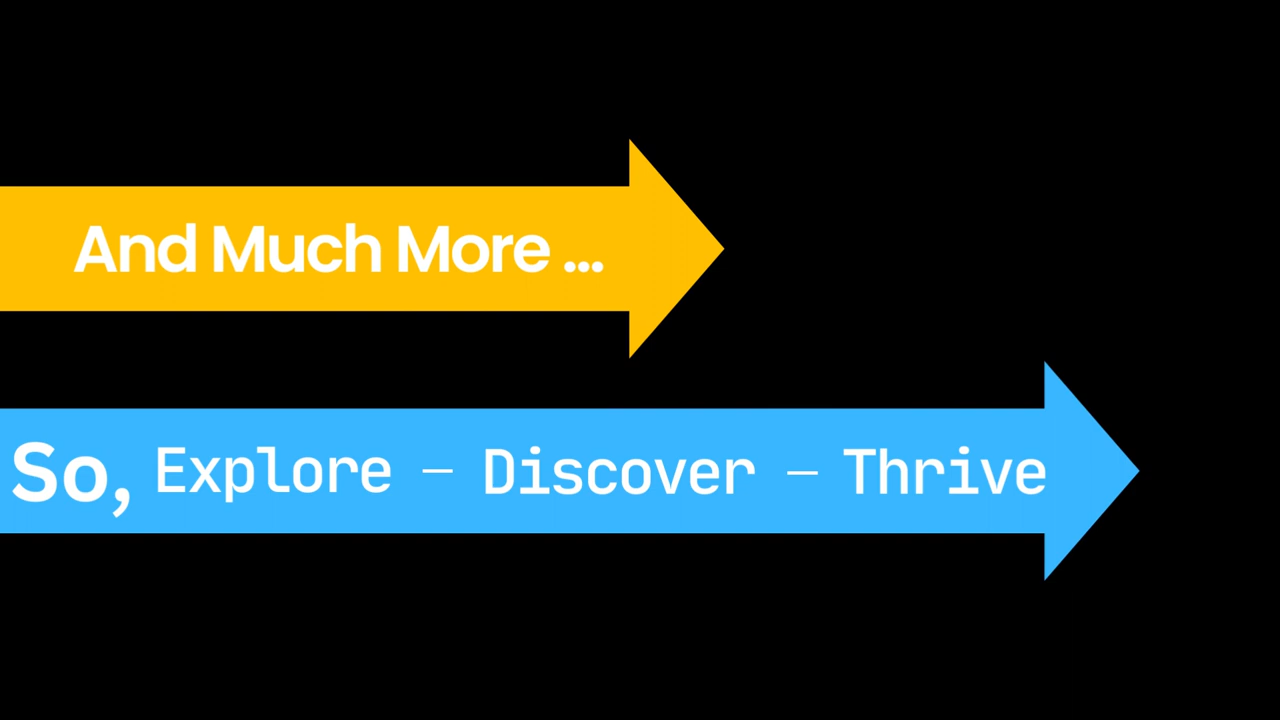 And Much More ...
So, Explore – Discover – Thrive